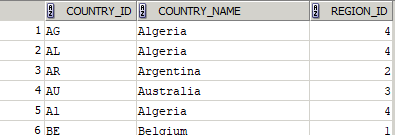 COUNTRY_ID COUNTRY_NAME REGION_ID
1 AG Algeria 4
2 AL Algeria 4
3 AR Argentina 2
4 AU Australia 3
5 Al Algeria 4
6 BE Belgium 1